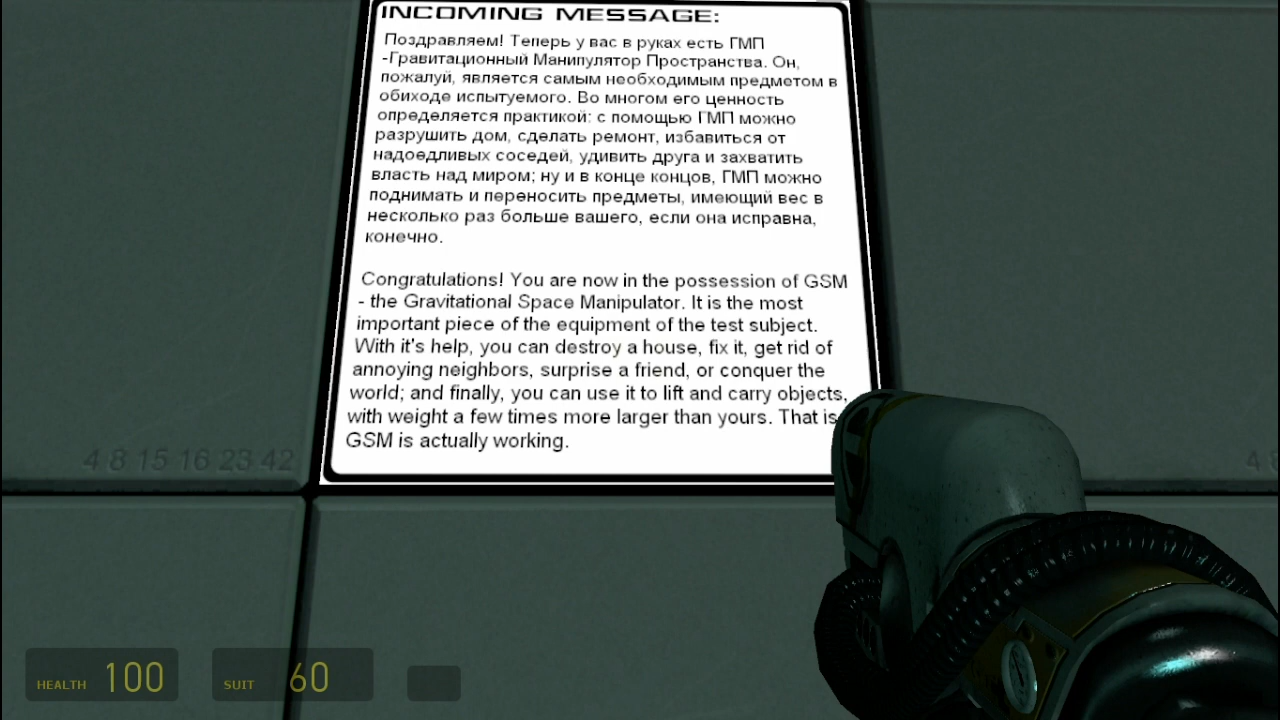 INCOMING MESSAGE:
Поздравляем! Теперь у вас в руках есть ГМП
-Гравитационный Манипулятор Пространства. Он,
пожалуй, является самым необходимым предметом в
обиходе испытуемого. Во многом его ценность
определяется практикой: с помощью ГМП можно
разрушить дом, сделать ремонт, избавиться от
надоедливых соседей, удивить друга и захватить
власть над миром; ну и в конце концов, ГМП можно
поднимать и переносить предметы, имеющий вес в
несколько раз больше вашего, если она исправна,
конечно.
Congratulations! You are now in the possession of GSM
- the Gravitational Space Manipulator. It is the most
important piece of the equipment of the test subject.
With it's help, you can destroy a house, fix it, get rid of
annoying neighbors, surprise a friend, or conquer the
world; and finally, you can use it to lift and carry objects,
with weight a few times more larger than yours. That is
GSM is actually working.
4 8 15 16 23 42
4 8
HEALTH 100
SUIT 60